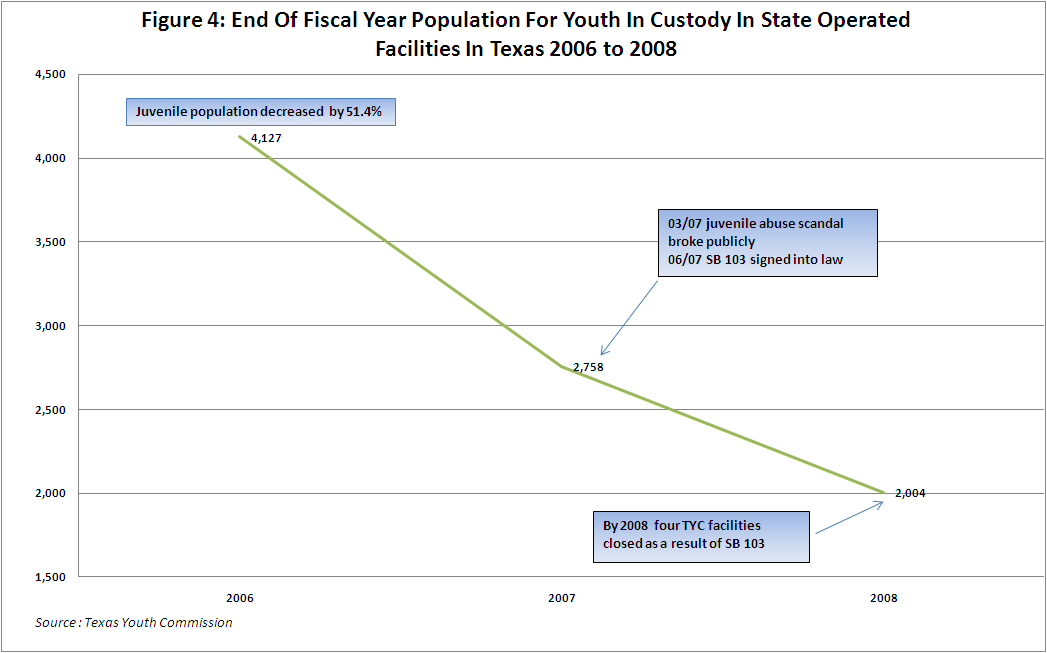 Figure 4: End Of Fiscal Year Population For Youth In Custody In State Operated
Facilities In Texas 2006 to 2008
4,500
Juvenile population decreased by 51.4%
4,127
4,000
03/07 juvenile abuse scandal
broke publicly
06/07 SB 103 signed into law
3,500
3,000
2,758
2,500
2,000
2,004
By 2008 four TYC facilities
closed as a result of SB 103
1,500
2006
2007
2008
Source : Texas Youth Commission